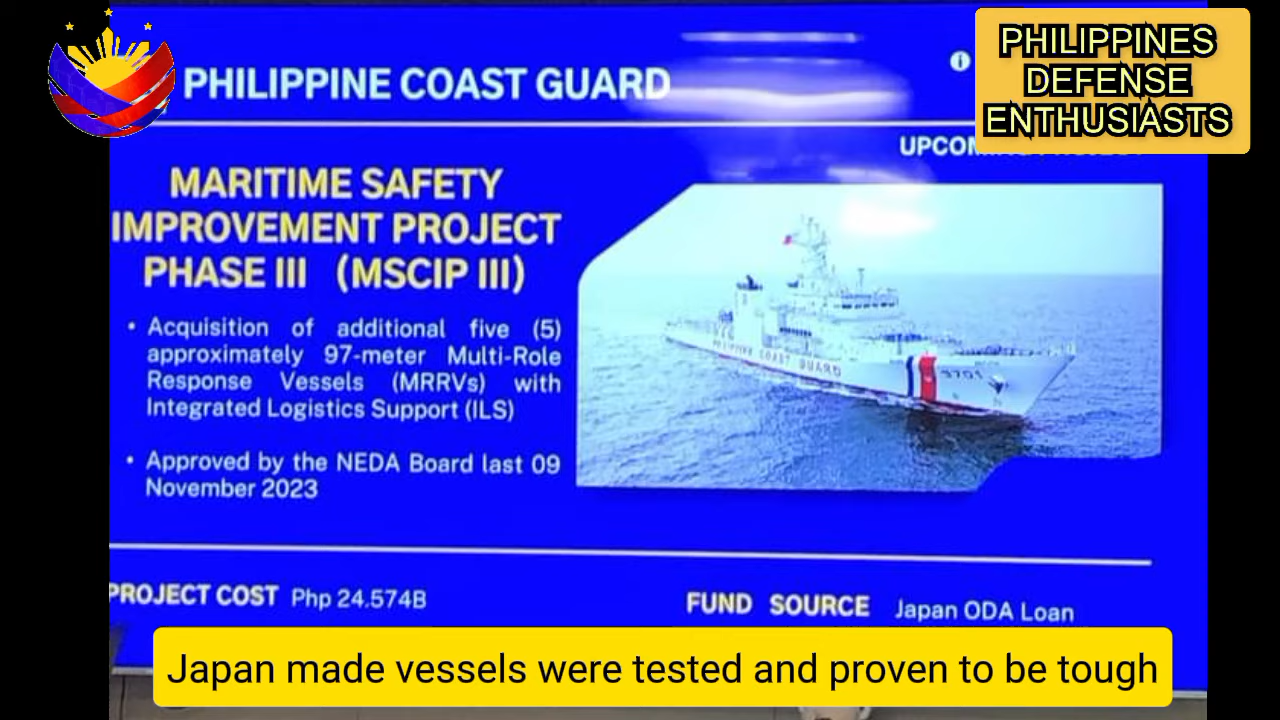 PHILIPPINE COAST GUARD
PHILIPPINES
DEFENSE
ENTHUSIASTS
MARITIME SAFETY
IMPROVEMENT PROJECT
PHASE III (MSCIP III)
• Acquisition of additional five (5)
approximately 97-meter Multi-Role
Response Vessels (MRRVs) with
Integrated Logistics Support (ILS)
• Approved by the NEDA Board last 09
November 2023
PHILIPPINE COAST GUARD
9701
PROJECT COST Php 24.574B
FUND SOURCE Japan ODA Loan
Japan made vessels were tested and proven to be tough